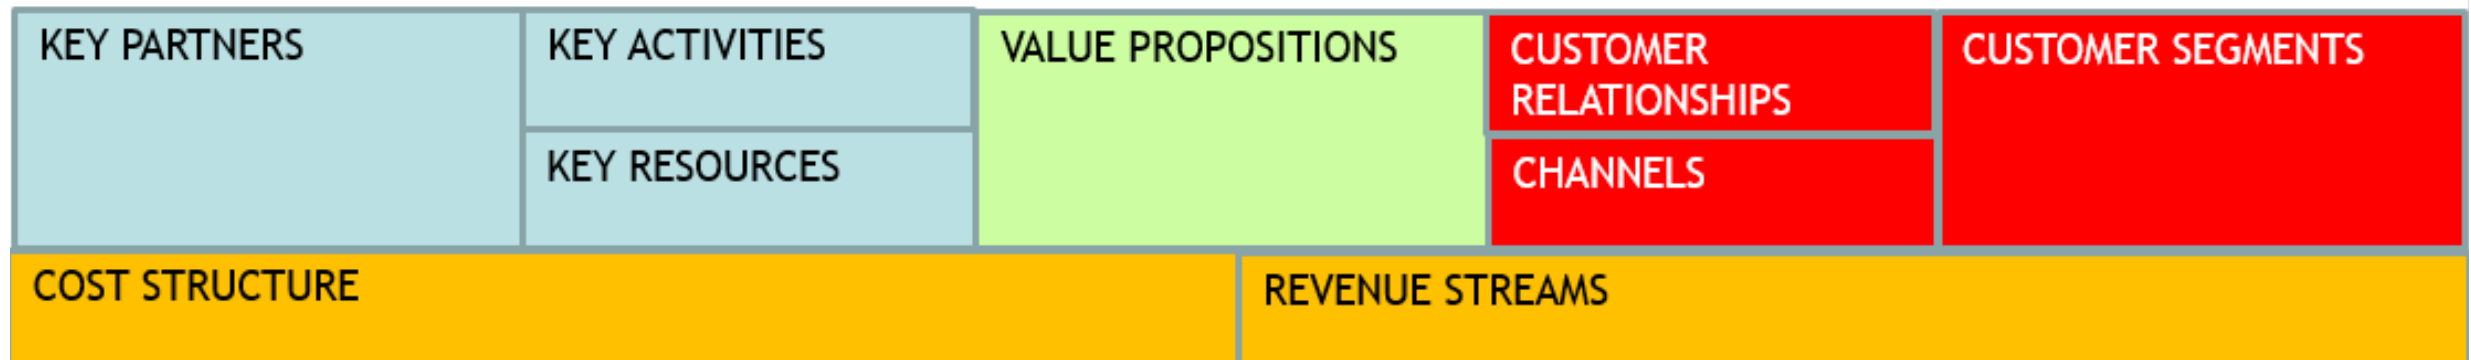 KEY PARTNERS
KEY ACTIVITIES
KEY RESOURCES
VALUE PROPOSITIONS
CUSTOMER
RELATIONSHIPS
CHANNELS
CUSTOMER SEGMENTS
COST STRUCTURE
REVENUE STREAMS